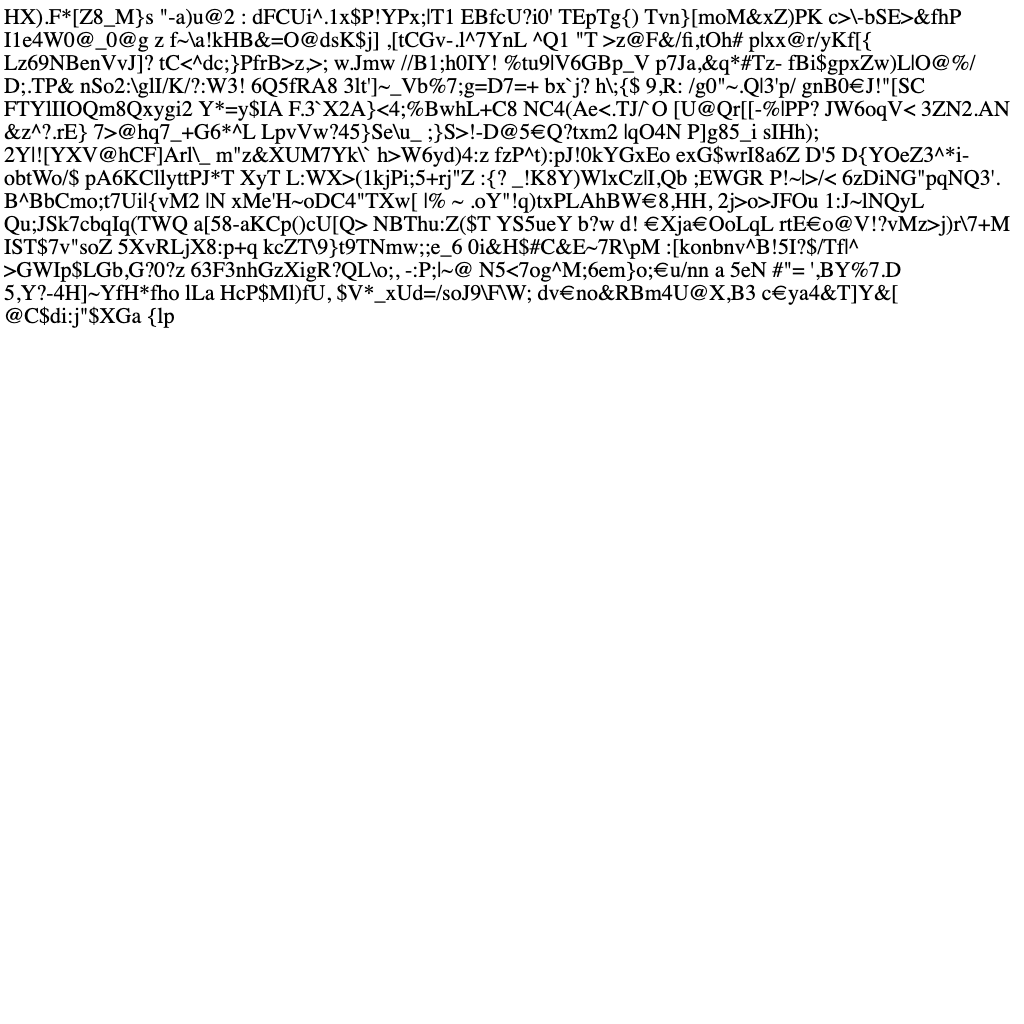 HX).F*[Z8_M}s "-a)u@2 : dFCUi^.1x$P!YPx;|T1 EBfcU?i0' TEpTg{) Tvn}[moM&xZ)PK c>\-bSE>&fhP
I1e4W0@_0@g z f~\a!kHB&=O@dsK$j] ,[tCGv-.l^7YnL ^Q1 "T >z@F&/fi,tOh# p|xx@r/yKf[{
Lz69NBenVvJ]? tC<^dc;}PfrB>z,>; w.Jmw //B1;h0IY! %tu9|V6GBp_V p7Ja,&q*#Tz- fBi$gpxZw)L|O@%/
D;.TP& nSo2:\glI/K/?:W3! 6Q5fRA8 3lt']~_Vb%7;g=D7=+ bx`j? h\;{$ 9,R: /g0"~.Q|3'p/ gnB0€J!"[SC
FTYlIIOQm8Qxygi2 Y*=y$IA F.3`X2A}<4;%BwhL+C8 NC4(Ae<.TJ/`O [U@Qr[[-%|PP? JW6oqV< 3ZN2.AN
&z^?.rE} 7>@hq7_+G6*^L LpvVw?45}Se\u_ ;}S>!-D@5€Q?txm2 |qO4N P]g85_i sIHh);
2Y|![YXV@hCF]Ar|\_ m"z&XUM7Yk\` h>W6yd)4:z fzP^t):pJ!0kYGxEo exG$wrI8a6Z D'5 D{YOeZ3^*i-
obtWo/$ pA6KCllyttPJ*T XyT L:WX>(1kjPi;5+rj"Z :{? _!K8Y)WlxCz|I,Qb ;EWGR P!~|>/< 6zDiNG"pqNQ3'.
B^BbCmo;t7Ui|{vM2 |N xMe'H~oDC4"TXw[ |% ~ .oY"!q)txPLAhBW€8,HH, 2j>o>JFOu 1:J~lNQyL
Qu;JSk7cbqIq(TWQ a[58-aKCp()cU[Q> NBThu:Z($T YS5ueY b?w d! €Xja€OoLqL rtE€o@V!?vMz>j)r\7+M
IST$7v"soZ 5XvRLjX8:p+q kcZT\9}t9TNmw;;e_6 0i&H$#C&E~7R\pM :[konbnv^B!5I?$/Tf|^
>GWIp$LGb,G?0?z 63F3nhGzXigR?QL\o;, -:P;|~@ N5<7og^M;6em}o;€u/nn a 5eN #"= ',BY%7.D
5,Y?-4H]~YfH*fho lLa HcP$Ml)fU, $V*_xUd=/soJ9\F\W; dv€no&RBm4U@X,B3 c€ya4&T]Y&[
@C$di:j"$XGa {lp